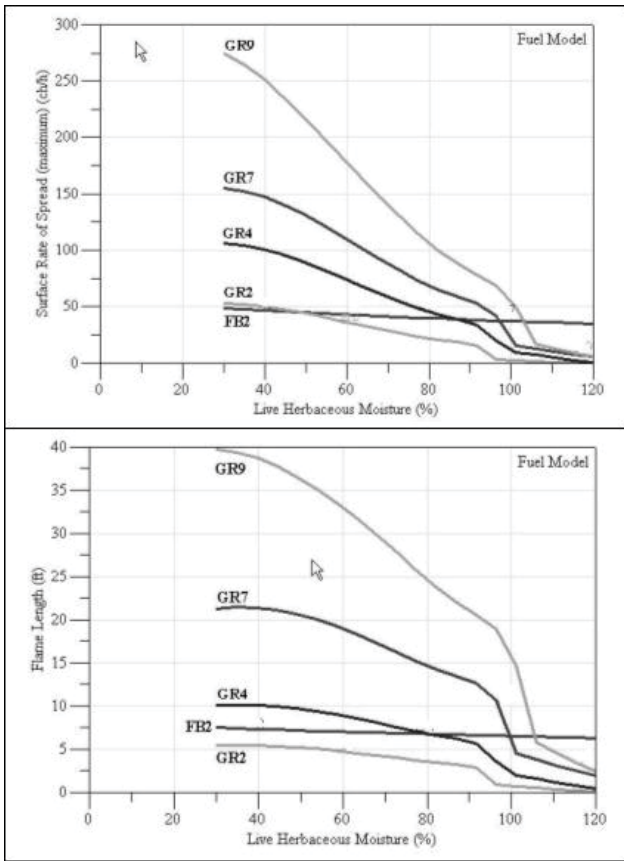 300
250
200
150
100
50
0
Surface Rate of Spread (maximum) (ch/h)
Fuel Model
GR9
GR7
GR4
GR2
FB2
0 20 40 60 80 100 120
Live Herbaceous Moisture (%)
40
35
30
25
20
15
10
5
0
Flame Length (ft)
Fuel Model
GR9
GR7
GR4
FB2
GR2
0 20 40 60 80 100 120
Live Herbaceous Moisture (%)